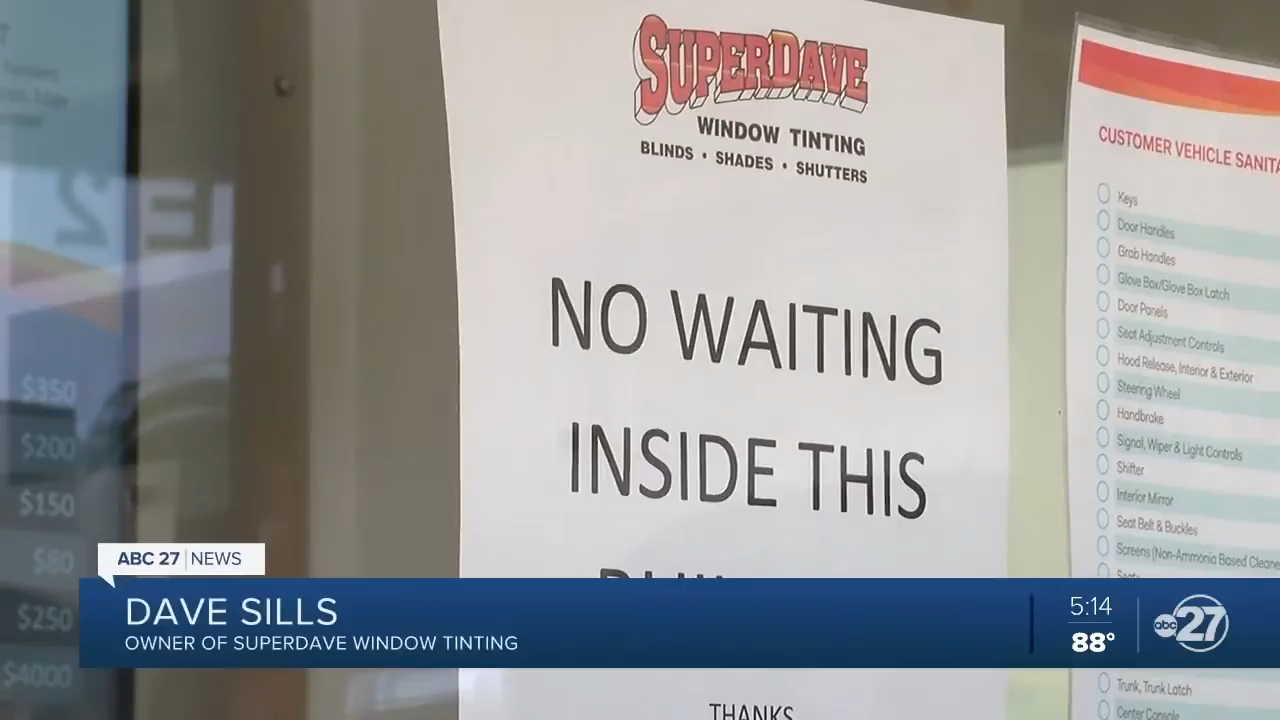 SUPERDAVE
WINDOW TINTING
BLINDS • SHADES • SHUTTERS
NO WAITING
INSIDE THIS
THANKS
CUSTOMER VEHICLE
Keys
Door Handles
Grab Handles
Glove Box/Glove Box Latch
Door Panels
Seat Adjustment Controls
Hood Release, Interior & Exterior
Steering Wheel
Handbrake
Signal, Wiper & Light Controls
Shifter
Interior Mirror
Seat Belt & Buckles
Screens (Non-Ammonia Based
Trunk, Trunk Latch
Center Console
$350
$200
$150
$80
$250
$4000
ABC 27 | NEWS
DAVE SILLS
OWNER OF SUPERDAVE WINDOW TINTING
5:14
88°
abc 27